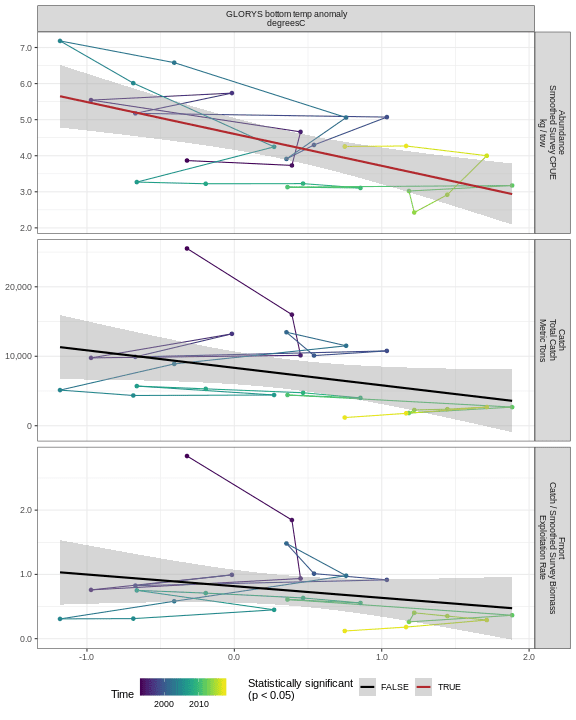 GLORYS bottom temp anomaly
degreesC
7.0
6.0
5.0
4.0
3.0
2.0
Abundance
Smoothed Survey CPUE
kg / tow
20,000
10,000
0
Catch
Total Catch
Metric Tons
2.0
1.0
0.0
Fmort
Catch / Smoothed Survey Biomass
Exploitation Rate
-1.0 0.0 1.0 2.0
Time
2000 2010
Statistically significant
(p < 0.05)
FALSE TRUE